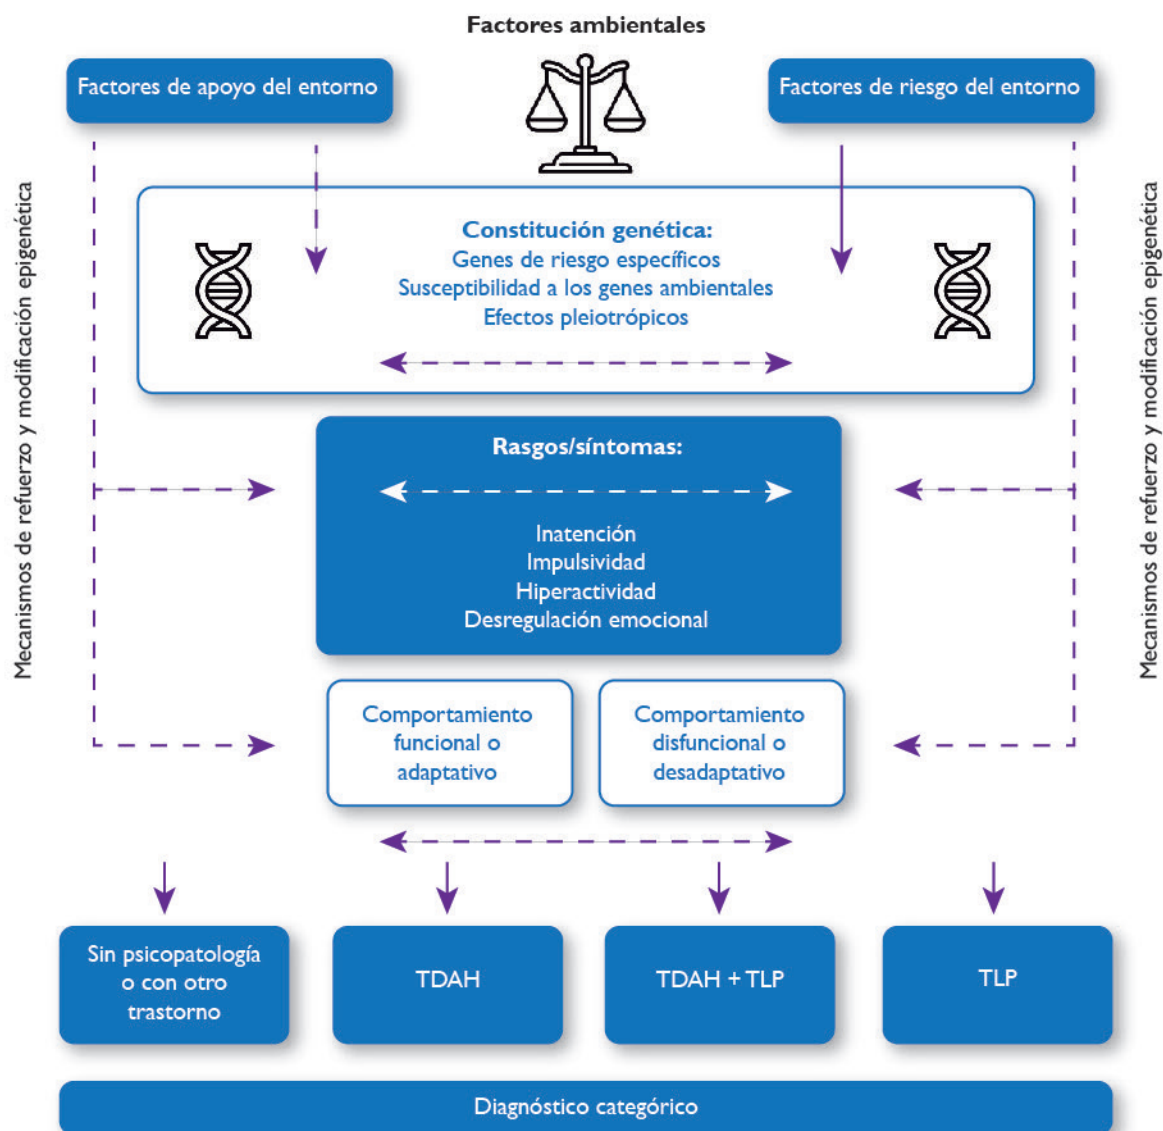 Factores ambientales
Factores de apoyo del entorno
Factores de riesgo del entorno
Mecanismos de refuerzo y modificación epigenética
Mecanismos de refuerzo y modificación epigenética
Constitución genética:
Genes de riesgo específicos
Susceptibilidad a los genes ambientales
Efectos pleiotrópicos
Rasgos/síntomas:
Inatención
Impulsividad
Hiperactividad
Desregulación emocional
Comportamiento
funcional o
adaptativo
Comportamiento
disfuncional o
desadaptativo
Sin psicopatología
o con otro
trastorno
TDAH
TDAH + TLP
TLP
Diagnóstico categórico